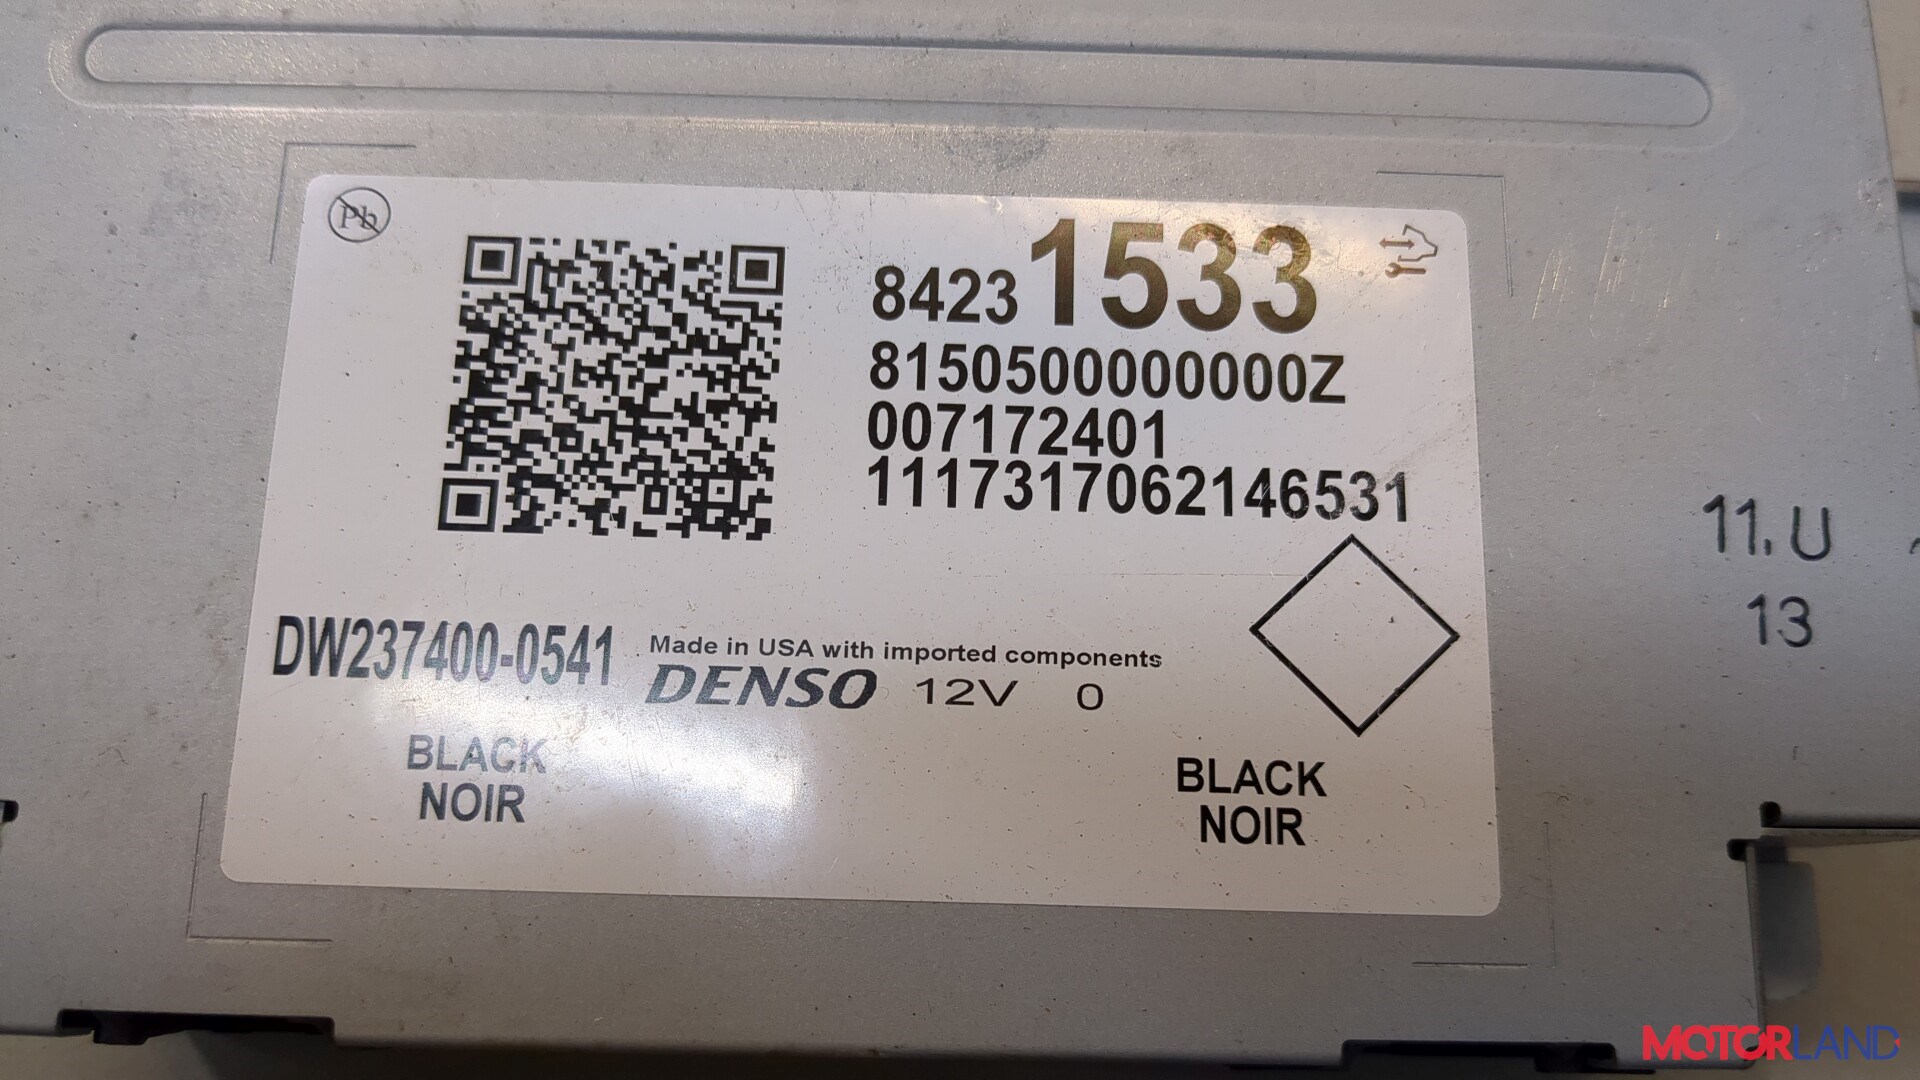 Pb
84231533
8150500000000Z
007172401
1117317062146531
11.U
13
DW237400-0541
Made in USA with imported components
DENSO 12V 0
BLACK
NOIR
BLACK
NOIR
MOTORLAND